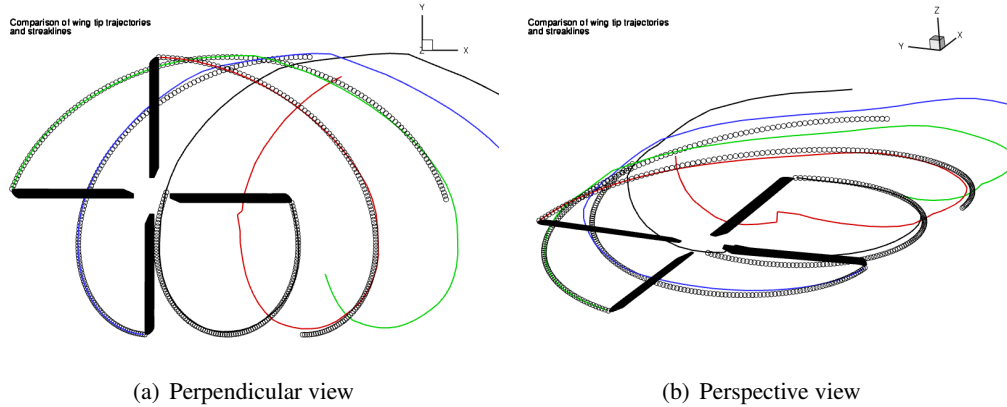 Comparison of wing tip trajectories
and streaklines
Y
Z
X
Comparison of wing tip trajectories
and streaklines
Z
Y
X
(a) Perpendicular view
(b) Perspective view